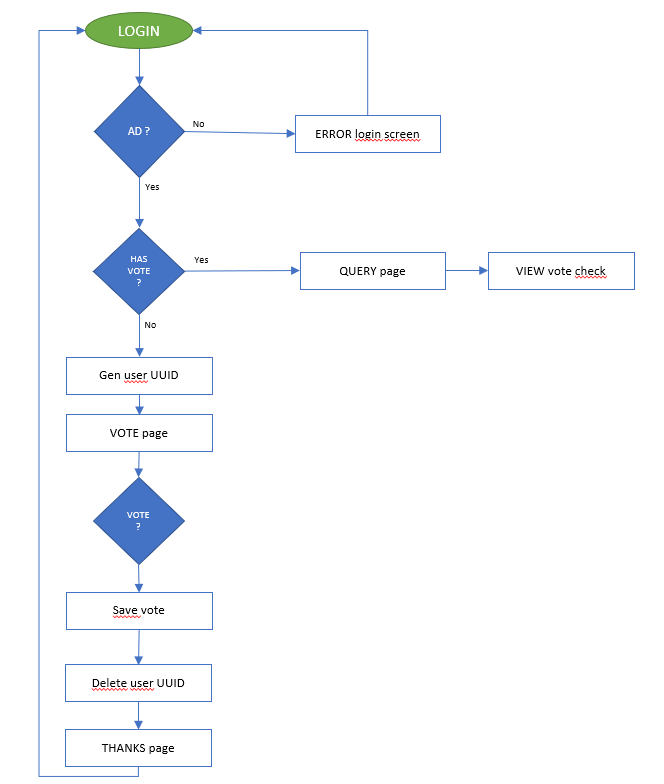 LOGIN
AD ?
No
ERROR login screen
Yes
HAS
VOTE
?
Yes
QUERY page
VIEW vote check
No
Gen user UUID
VOTE page
VOTE
?
Save vote
Delete user UUID
THANKS page